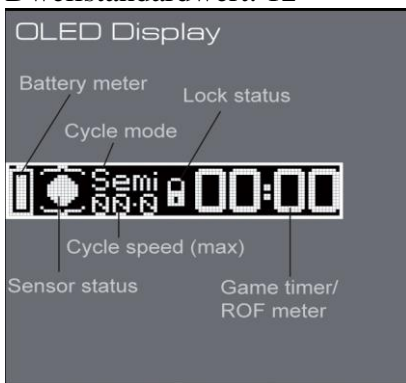 OLED Display
Battery meter
Lock status
Cycle mode
Semi
00:00
Cycle speed (max)
Sensor status
Game timer/
ROF meter